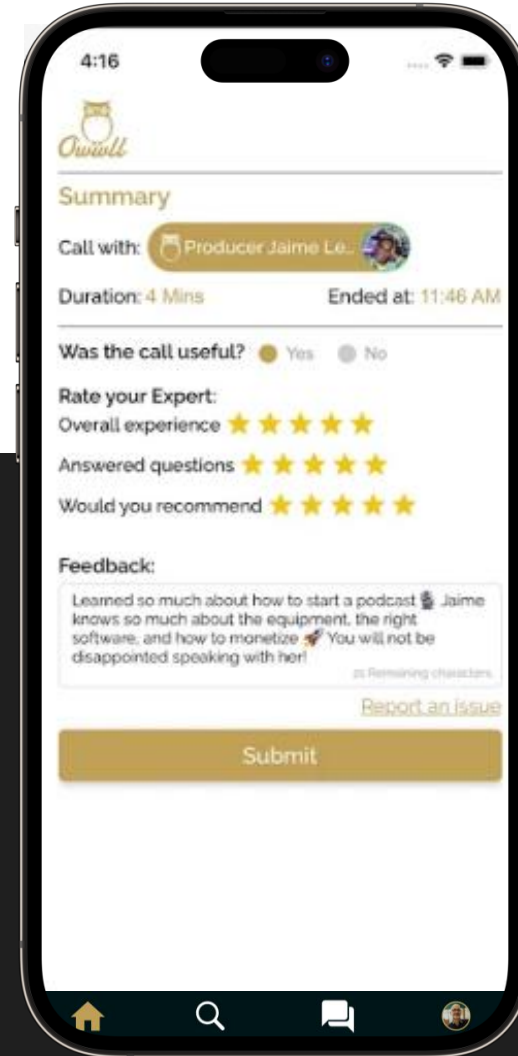 4:16
Owwll
Summary
Call with: Producer Jaime Le..
Duration: 4 Mins Ended at: 11:46 AM
Was the call useful? Yes No
Rate your Expert:
Overall experience
Answered questions
Would you recommend
Feedback:
Learned so much about how to start a podcast 🎙️ Jaime
knows so much about the equipment, the right
software, and how to monetize 🚀 You will not be
disappointed speaking with her!
Remaining characters
Report an issue
Submit